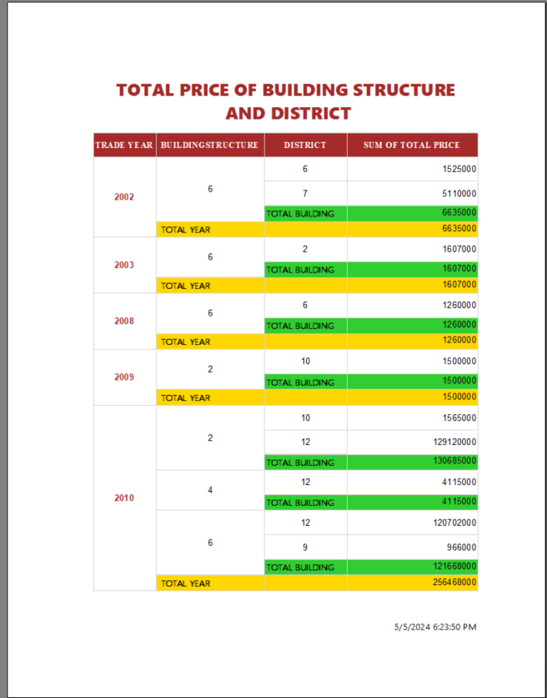 TOTAL PRICE OF BUILDING STRUCTURE
AND DISTRICT
TRADE YEAR BUILDINGSTRUCTURE DISTRICT SUM OF TOTAL PRICE
2002 6 6 1525000
7 5110000
TOTAL BUILDING 6635000
TOTAL YEAR 6635000
2003 6 2 1607000
TOTAL BUILDING 1607000
TOTAL YEAR 1607000
2008 6 6 1260000
TOTAL BUILDING 1260000
TOTAL YEAR 1260000
2009 2 10 1500000
TOTAL BUILDING 1500000
TOTAL YEAR 1500000
2010 2 10 1565000
12 129120000
TOTAL BUILDING 130685000
4 12 4115000
TOTAL BUILDING 4115000
6 12 120702000
9 966000
TOTAL BUILDING 121668000
TOTAL YEAR 256468000
5/5/2024 6:23:50 PM